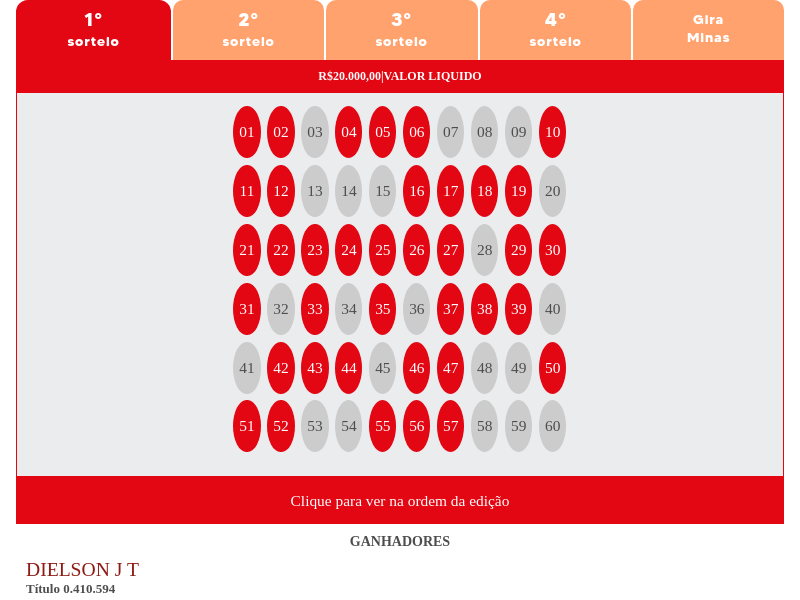 1° sorteio
2° sorteio
3° sorteio
4° sorteio
Gira Minas
R$20.000,00|VALOR LIQUIDO
01 02 03 04 05 06 07 08 09 10
11 12 13 14 15 16 17 18 19 20
21 22 23 24 25 26 27 28 29 30
31 32 33 34 35 36 37 38 39 40
41 42 43 44 45 46 47 48 49 50
51 52 53 54 55 56 57 58 59 60
Clique para ver na ordem da edição
GANHADORES
DIELSON J T
Título 0.410.594